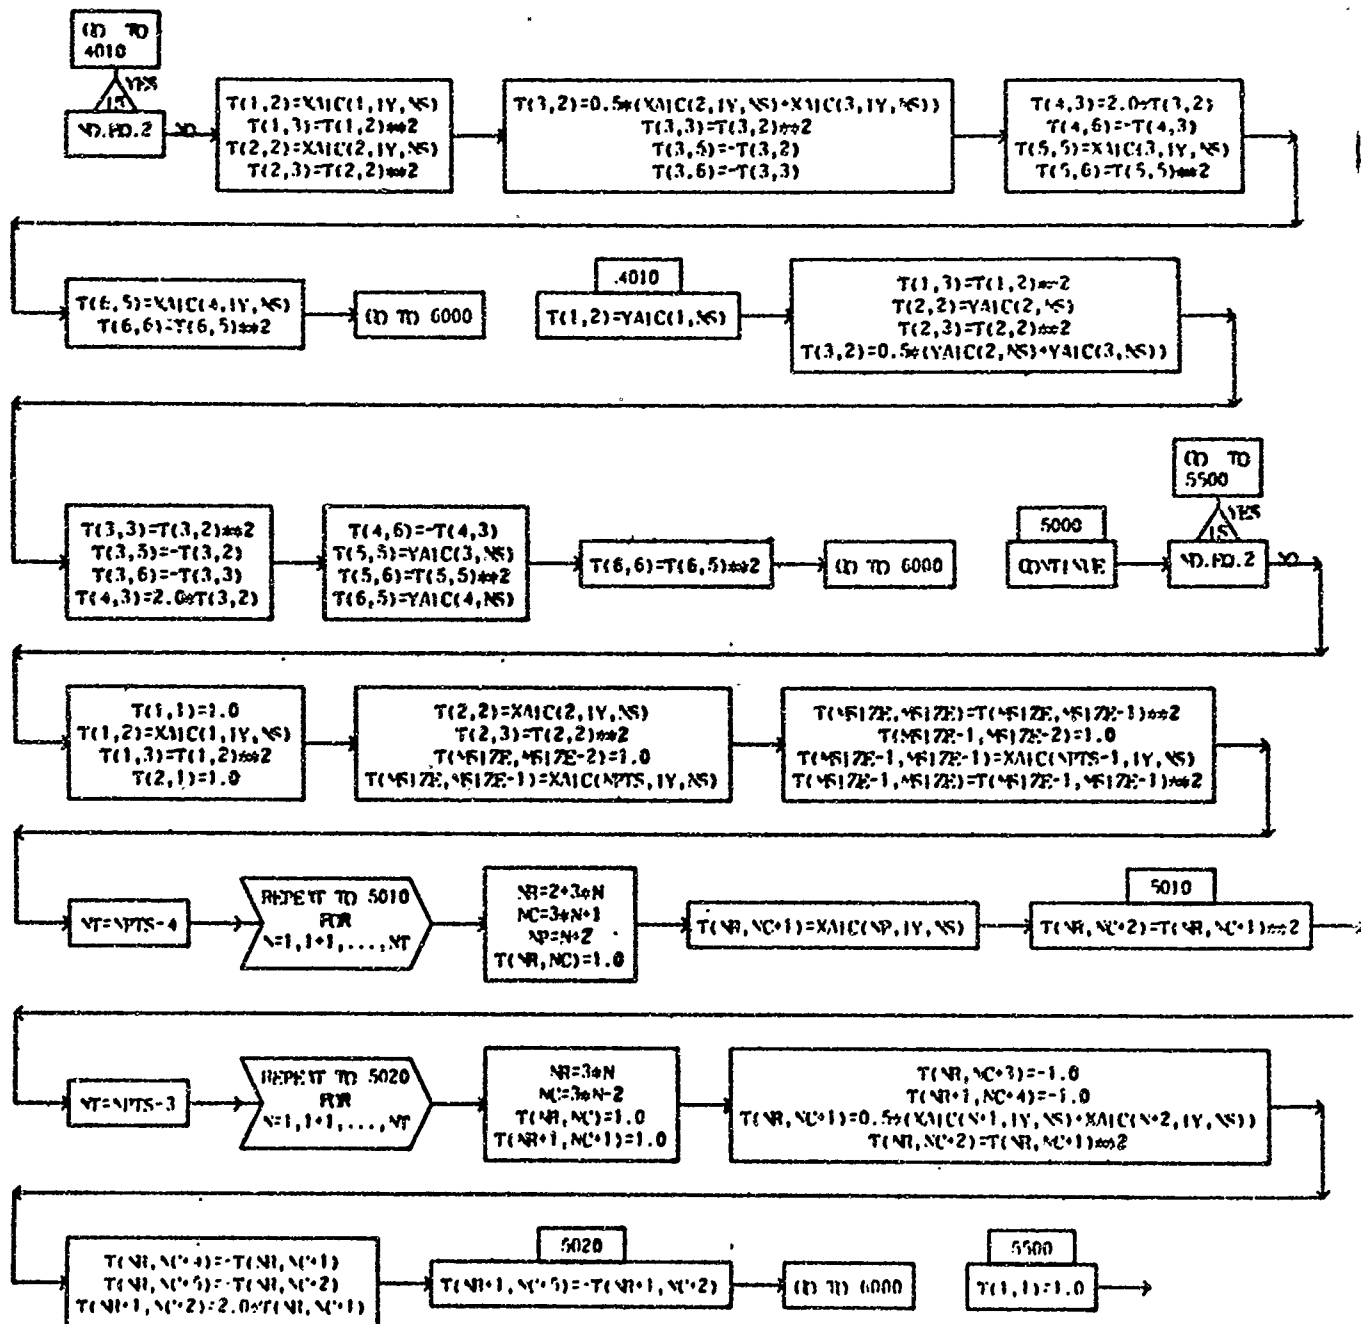 GO TO
4010
YES
IS
ND.EQ.2
NO
T(1,2)=XAIC(1,IY,NS)
T(1,3)=T(1,2)**2
T(2,2)=XAIC(2,IY,NS)
T(2,3)=T(2,2)**2
T(3,2)=0.5*(XAIC(2,IY,NS)+XAIC(3,IY,NS))
T(3,3)=T(3,2)**2
T(3,5)=-T(3,2)
T(3,6)=-T(3,3)
T(4,3)=2.0*T(3,2)
T(4,6)=-T(4,3)
T(5,5)=XAIC(3,IY,NS)
T(5,6)=T(5,5)**2
T(6,5)=XAIC(4,IY,NS)
T(6,6)=T(6,5)**2
GO TO 6000
4010
T(1,2)=YAIC(1,NS)
T(1,3)=T(1,2)**2
T(2,2)=YAIC(2,NS)
T(2,3)=T(2,2)**2
T(3,2)=0.5*(YAIC(2,NS)+YAIC(3,NS))
T(3,3)=T(3,2)**2
T(3,5)=-T(3,2)
T(3,6)=-T(3,3)
T(4,3)=2.0*T(3,2)
T(4,6)=-T(4,3)
T(5,5)=YAIC(3,NS)
T(5,6)=T(5,5)**2
T(6,5)=YAIC(4,NS)
T(6,6)=T(6,5)**2
GO TO 6000
5000
CONTINUE
GO TO
5500
YES
IS
ND.EQ.2
NO
T(1,1)=1.0
T(1,2)=XAIC(1,IY,NS)
T(1,3)=T(1,2)**2
T(2,1)=1.0
T(2,2)=XAIC(2,IY,NS)
T(2,3)=T(2,2)**2
T(MSIZE,MSIZE-2)=1.0
T(MSIZE,MSIZE-1)=XAIC(NPTS,IY,NS)
T(MSIZE,MSIZE)=T(MSIZE,MSIZE-1)**2
T(MSIZE-1,MSIZE-2)=1.0
T(MSIZE-1,MSIZE-1)=XAIC(NPTS-1,IY,NS)
T(MSIZE-1,MSIZE)=T(MSIZE-1,MSIZE-1)**2
NT=NPTS-4
REPEAT TO 5010
FOR
N=1,1+1,...,NT
NR=2+3*N
NC=3*N+1
NP=N+2
T(NR,NC)=1.0
T(NR,NC+1)=XAIC(NP,IY,NS)
5010
T(NR,NC+2)=T(NR,NC+1)**2
NT=NPTS-3
REPEAT TO 5020
FOR
N=1,1+1,...,NT
NR=3*N
NC=3*N-2
T(NR,NC)=1.0
T(NR+1,NC+1)=1.0
T(NR,NC+3)=-1.0
T(NR+1,NC+4)=-1.0
T(NR,NC+1)=0.5*(XAIC(N+1,IY,NS)+XAIC(N+2,IY,NS))
T(NR,NC+2)=T(NR,NC+1)**2
T(NR,NC+4)=-T(NR,NC+1)
T(NR,NC+5)=-T(NR,NC+2)
T(NR+1,NC+2)=2.0*T(NR,NC+1)
5020
T(NR+1,NC+5)=-T(NR+1,NC+2)
GO TO 6000
5500
T(1,1)=1.0